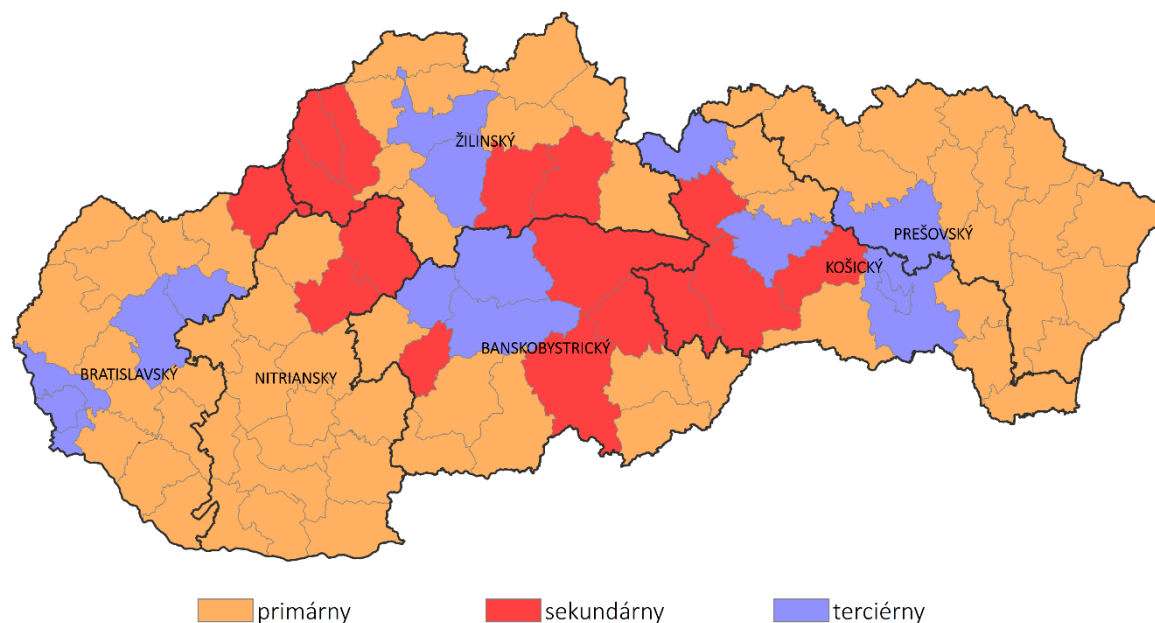 ŽILINSKÝ
PREŠOVSKÝ
KOŠICKÝ
BANSKOBYSTRICKÝ
BRATISLAVSKÝ
NITRIANSKY
primárny sekundárny terciérny